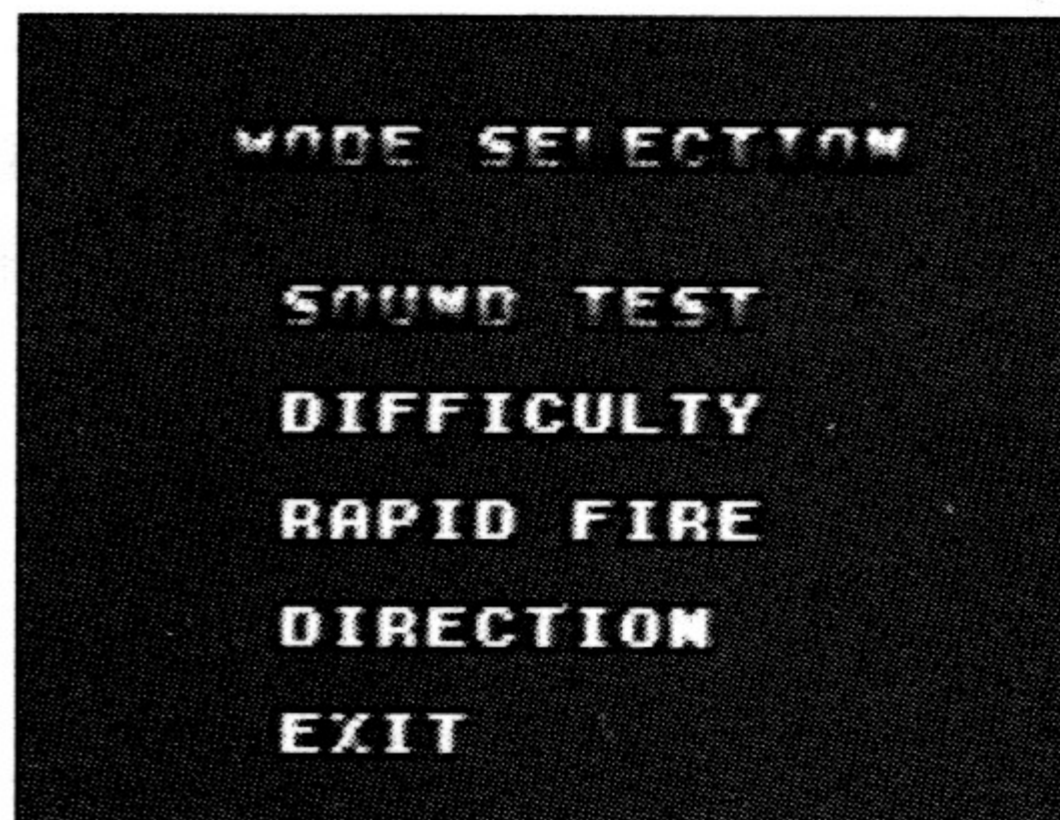 MODE SELECTION
SOUND TEST
DIFFICULTY
RAPID FIRE
DIRECTION
EXIT